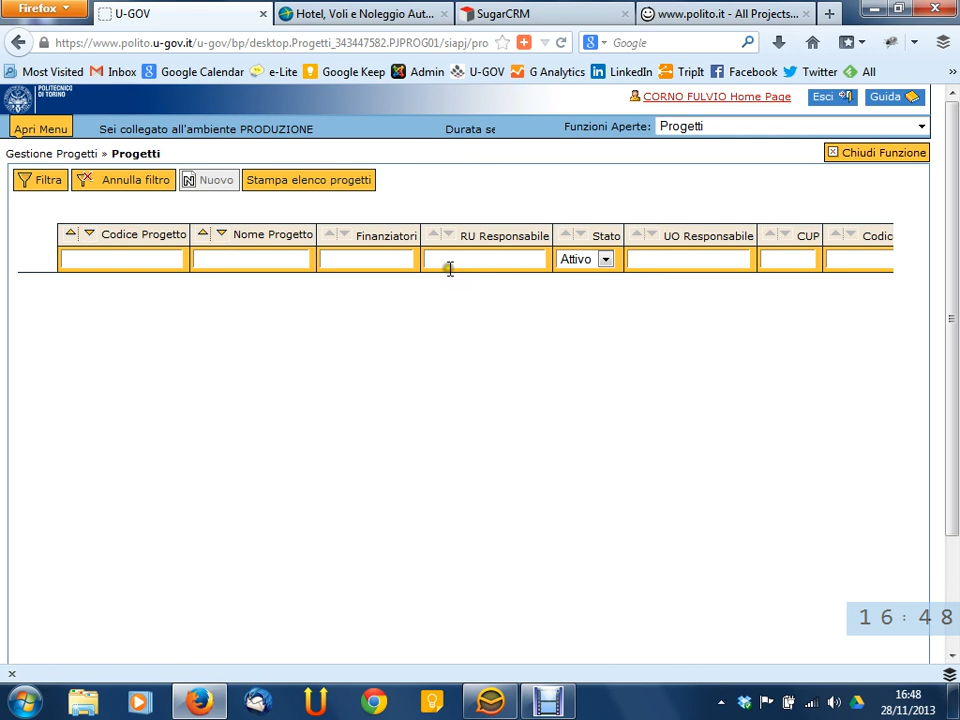 Firefox
U-GOV
Hotel, Voli e Noleggio Aut...
SugarCRM
www.polito.it - All Projects...
https://www.polito.u-gov.it/u-gov/bp/desktop.Progetti_343447582.PJPROG01/siapj/pro
Google
Most Visited
Inbox
Google Calendar
e-Lite
Google Keep
Admin
U-GOV
G Analytics
LinkedIn
TripIt
Facebook
Twitter
All
POLITECNICO
DI TORINO
CORNO FULVIO Home Page
Esci
Guida
Apri Menu
Sei collegato all'ambiente PRODUZIONE
Durata se
Funzioni Aperte:
Progetti
Gestione Progetti » Progetti
Chiudi Funzione
Filtra
Annulla filtro
Nuovo
Stampa elenco progetti
Codice Progetto
Nome Progetto
Finanziatori
RU Responsabile
Stato
UO Responsabile
CUP
Codic
Attivo
16:48
16:48
28/11/2013